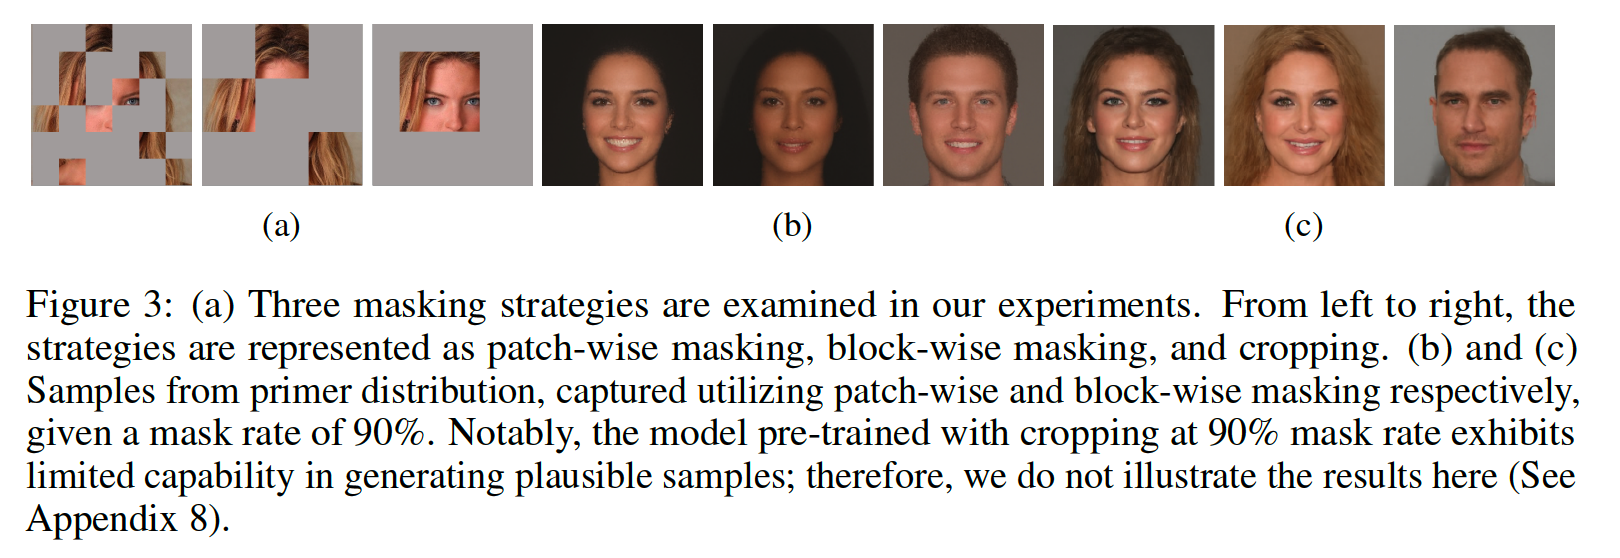 (a)
(b)
(c)
Figure 3: (a) Three masking strategies are examined in our experiments. From left to right, the
strategies are represented as patch-wise masking, block-wise masking, and cropping. (b) and (c)
Samples from primer distribution, captured utilizing patch-wise and block-wise masking respectively,
given a mask rate of 90%. Notably, the model pre-trained with cropping at 90% mask rate exhibits
limited capability in generating plausible samples; therefore, we do not illustrate the results here (See
Appendix 8).